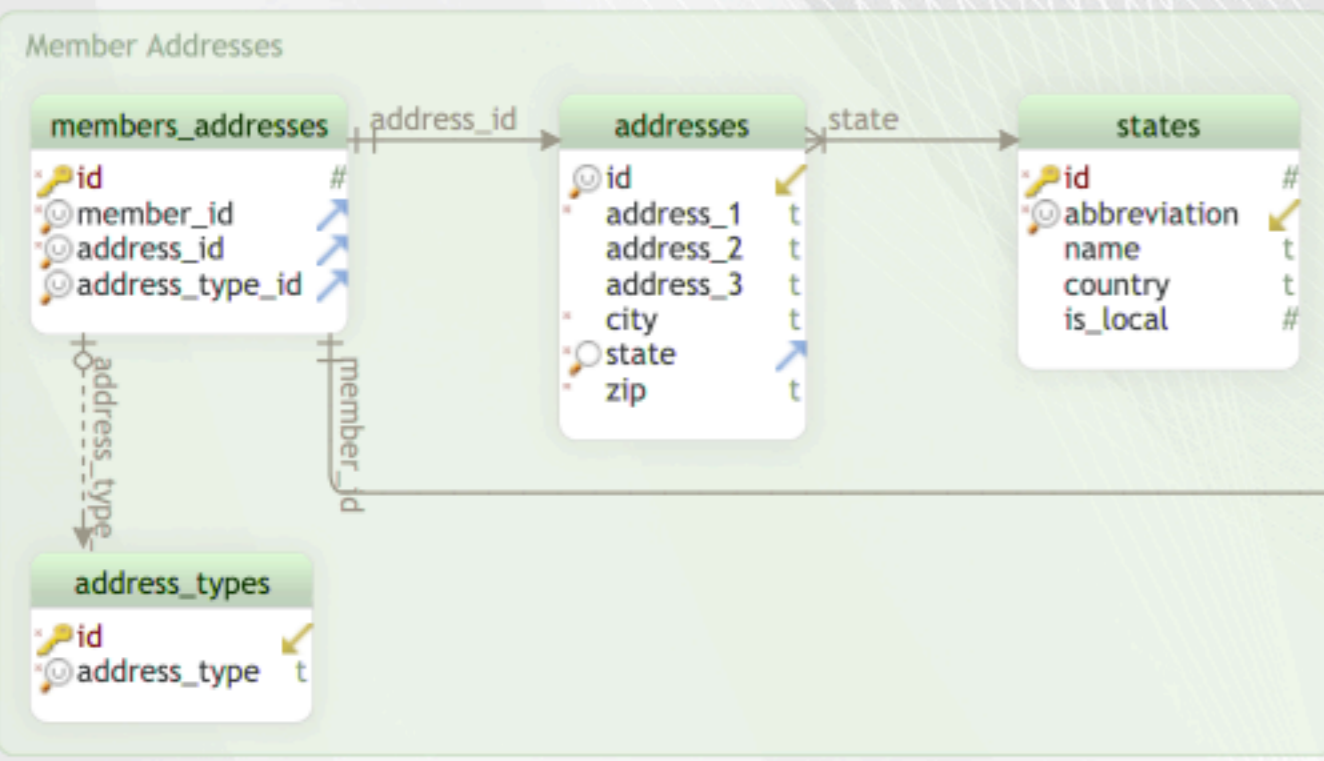 Member Addresses
members_addresses
id #
member_id
address_id
address_type_id
address_id
addresses
id
address_1 t
address_2 t
address_3 t
city t
state
zip t
state
states
id #
abbreviation
name t
country t
is_local #
address_type_
member_id
address_types
id
address_type t